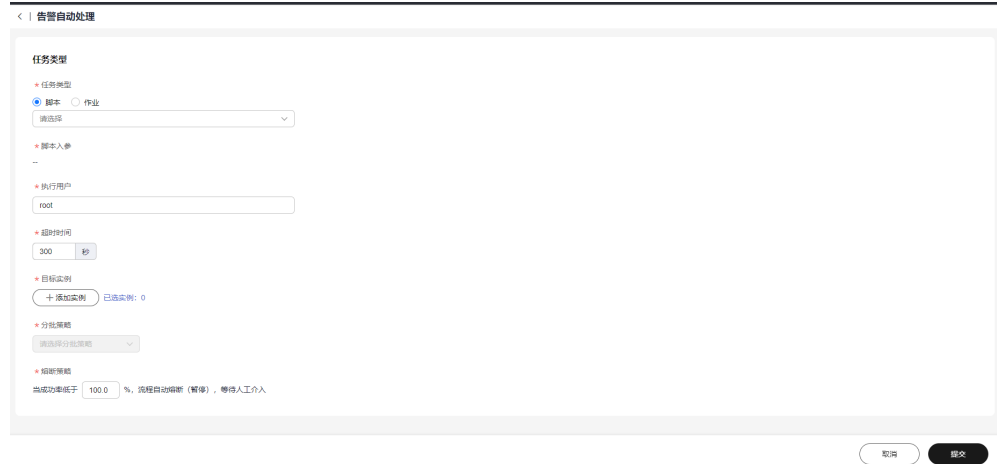 < | 告警自动处理
任务类型
* 任务类型
脚本 作业
请选择
* 脚本入参
--
* 执行用户
root
* 超时时间
300 秒
* 目标实例
+ 添加实例 已选实例：0
* 分批策略
请选择分批策略
* 熔断策略
当成功率低于 100.0 %，流程自动熔断（暂停），等待人工介入
取消 提交